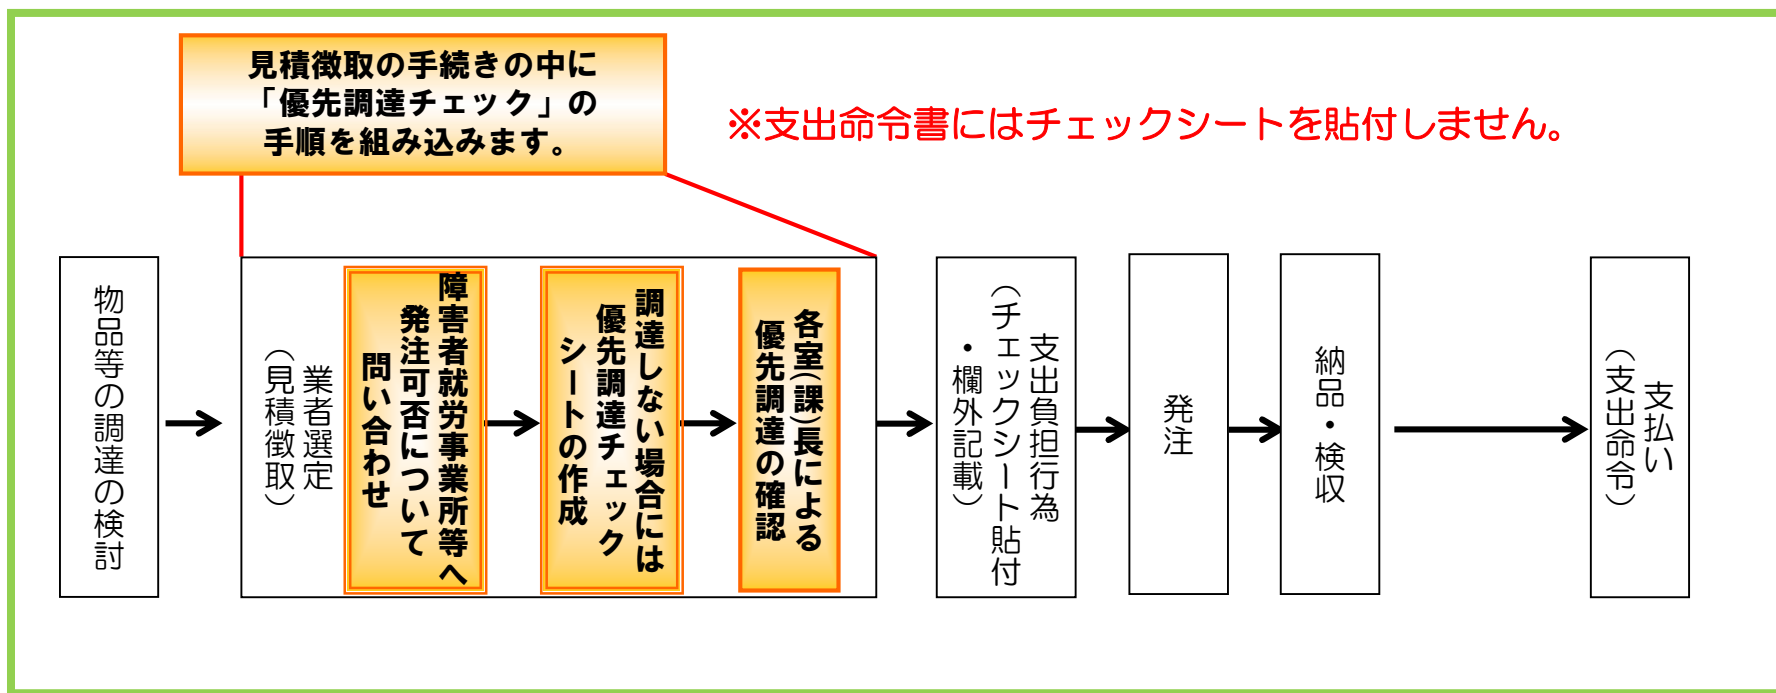 見積徴取の手続きの中に
「優先調達チェック」の
手順を組み込みます。
※支出命令書にはチェックシートを貼付しません。
物品等の調達の検討
業者選定
（見積徴取）
障害者就労事業所等へ
発注可否について
問い合わせ
調達しない場合には
優先調達チェック
シートの作成
各室(課)長による
優先調達の確認
支出負担行為
（チェックシート貼付
・欄外記載）
発注
納品・検収
支払い
（支出命令）